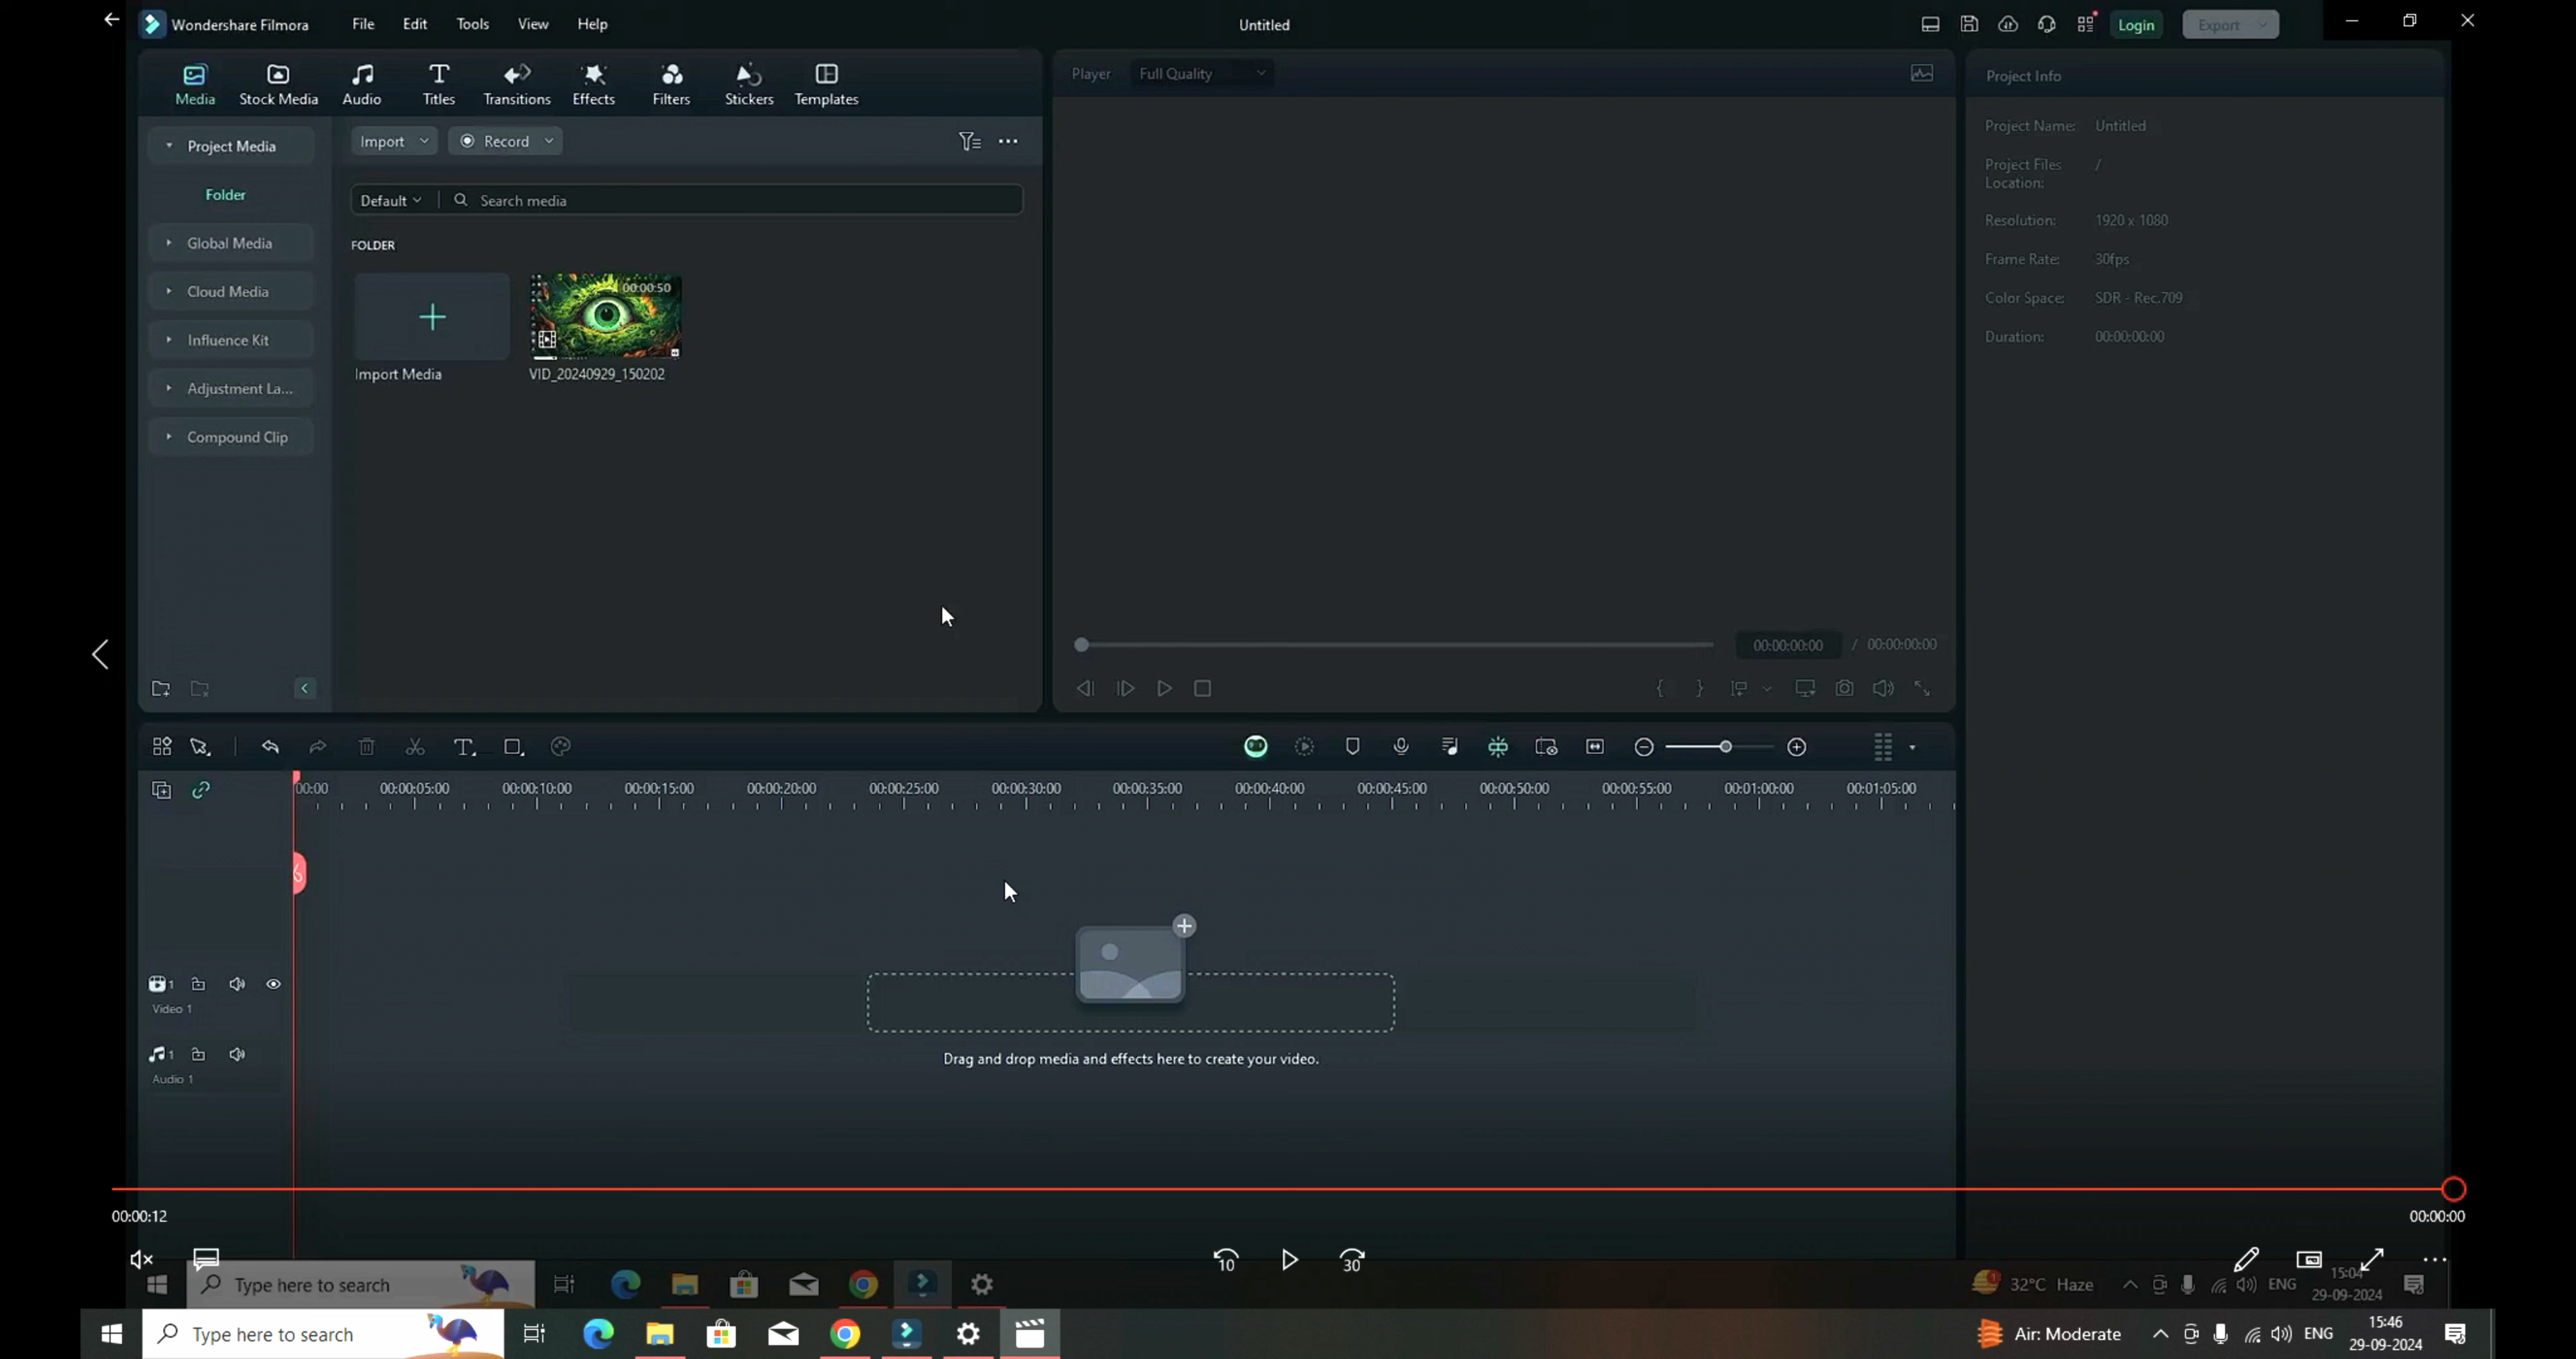 Wondershare Filmora File Edit Tools View Help Untitled Login Export
Media Stock Media Audio Titles Transitions Effects Filters Stickers Templates
Player Full Quality
Project Info
Project Media
Folder
Global Media
Cloud Media
Influence Kit
Adjustment La...
Compound Clip
Import Record
Default Search media
FOLDER
00:00:50
Import Media VID_20240929_150202
Project Name: Untitled
Project Files Location: /
Resolution: 1920 x 1080
Frame Rate: 30fps
Color Space: SDR - Rec.709
Duration: 00:00:00:00
00:00:00:00 / 00:00:00:00
00:00 00:00:05:00 00:00:10:00 00:00:15:00 00:00:20:00 00:00:25:00 00:00:30:00 00:00:35:00 00:00:40:00 00:00:45:00 00:00:50:00 00:00:55:00 00:01:00:00 00:01:05:00
1
Video 1
1
Audio 1
Drag and drop media and effects here to create your video.
00:00:12 00:00:00
10 30
Type here to search 1 32°C Haze ENG 15:04
29-09-2024
Type here to search Air: Moderate ENG 15:46
29-09-2024